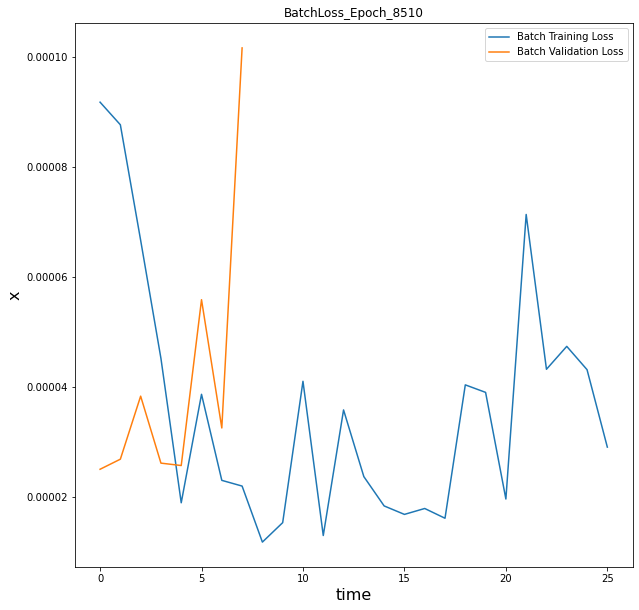 BatchLoss_Epoch_8510
Batch Training Loss
Batch Validation Loss
0.00010
0.00008
0.00006
0.00004
0.00002
x
0 5 10 15 20 25
time